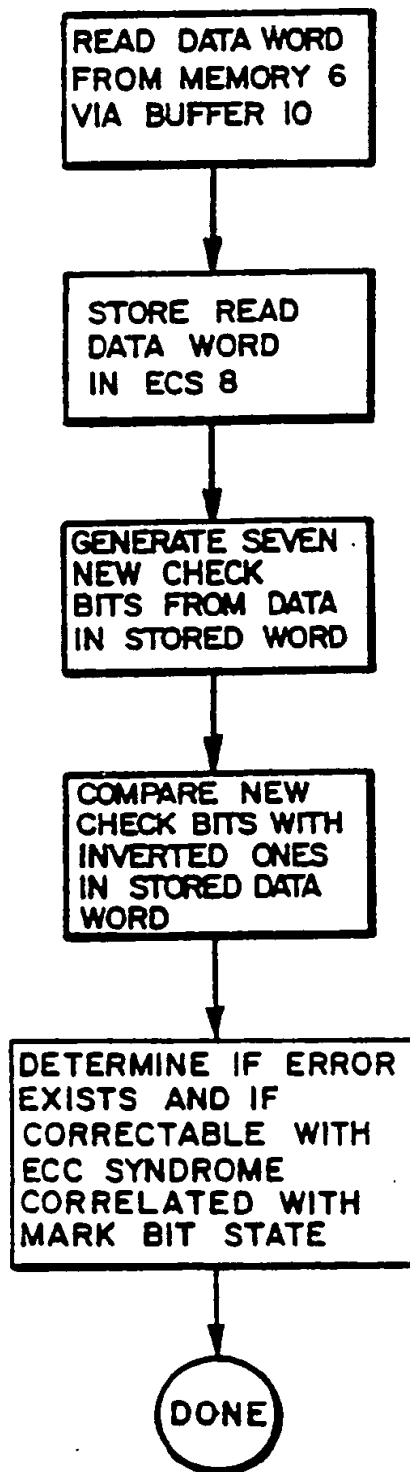 READ DATA WORD
FROM MEMORY 6
VIA BUFFER 10
STORE READ
DATA WORD
IN ECS 8
GENERATE SEVEN
NEW CHECK
BITS FROM DATA
IN STORED WORD
COMPARE NEW
CHECK BITS WITH
INVERTED ONES
IN STORED DATA
WORD
DETERMINE IF ERROR
EXISTS AND IF
CORRECTABLE WITH
ECC SYNDROME
CORRELATED WITH
MARK BIT STATE
DONE